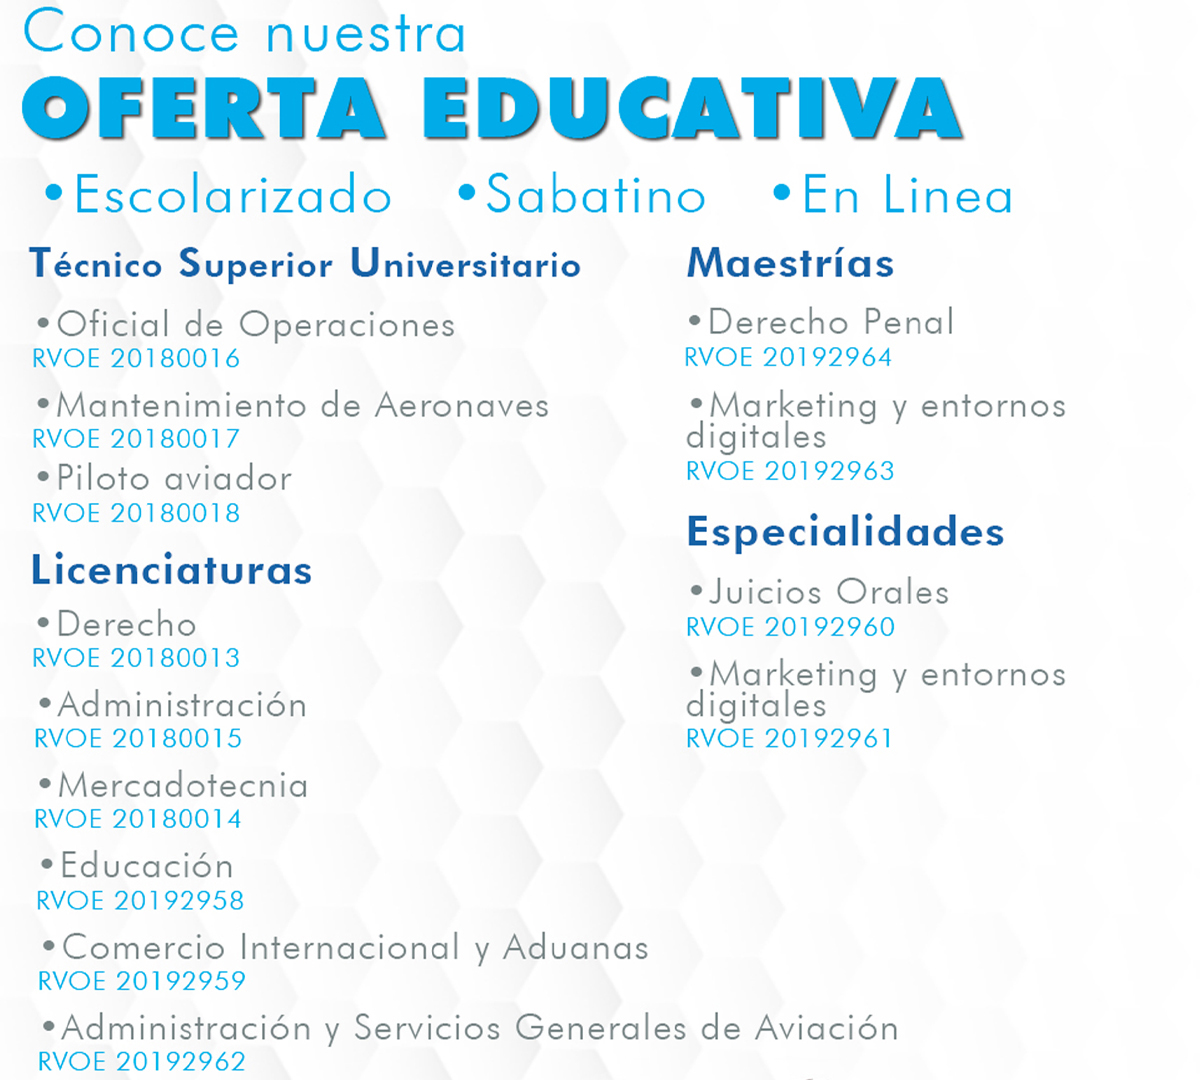 Conoce nuestra
OFERTA EDUCATIVA
•Escolarizado •Sabatino •En Linea
Técnico Superior Universitario
•Oficial de Operaciones
RVOE 20180016
•Mantenimiento de Aeronaves
RVOE 20180017
•Piloto aviador
RVOE 20180018
Licenciaturas
•Derecho
RVOE 20180013
•Administración
RVOE 20180015
•Mercadotecnia
RVOE 20180014
•Educación
RVOE 20192958
•Comercio Internacional y Aduanas
RVOE 20192959
•Administración y Servicios Generales de Aviación
RVOE 20192962
Maestrías
•Derecho Penal
RVOE 20192964
•Marketing y entornos
digitales
RVOE 20192963
Especialidades
•Juicios Orales
RVOE 20192960
•Marketing y entornos
digitales
RVOE 20192961